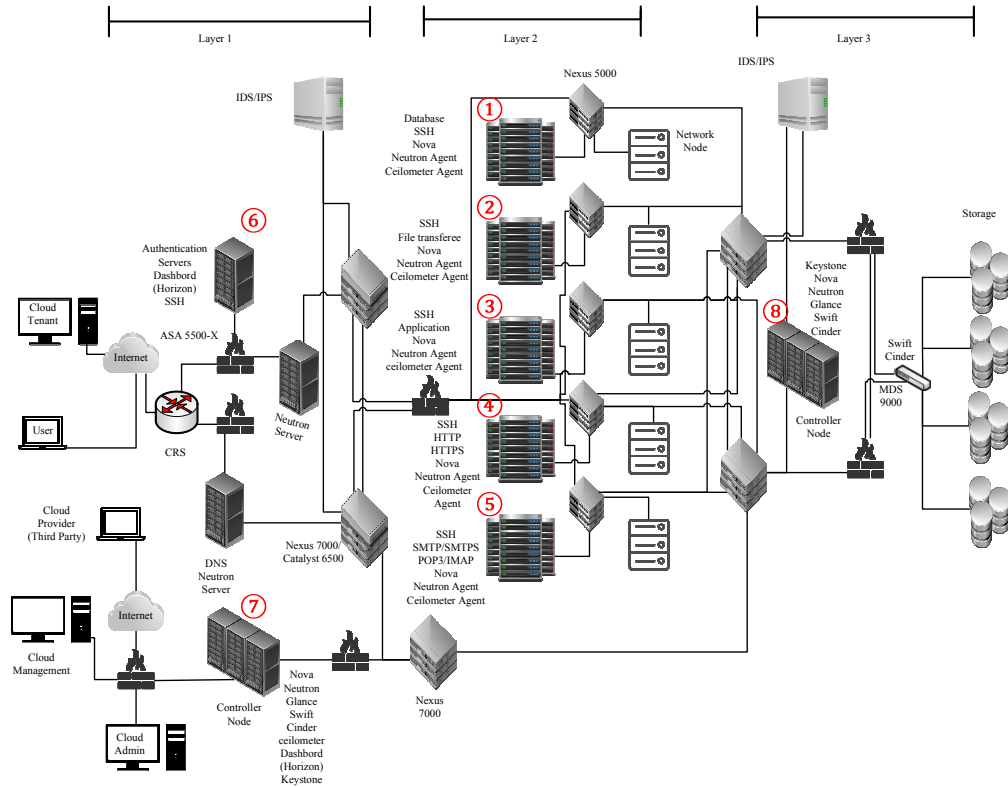 Layer 1
Layer 2
Layer 3
IDS/IPS
Nexus 5000
IDS/IPS
①
Database
SSH
Nova
Neutron Agent
Ceilometer Agent
Network
Node
②
SSH
File transferee
Nova
Neutron Agent
Ceilometer Agent
③
SSH
Application
Nova
Neutron Agent
ceilometer Agent
④
SSH
HTTP
HTTPS
Nova
Neutron Agent
Ceilometer
Agent
⑤
SSH
SMTP/SMTPS
POP3/IMAP
Nova
Neutron Agent
Ceilometer Agent
⑥
Authentication
Servers
Dashbord
(Horizon)
SSH
Cloud
Tenant
Internet
ASA 5500-X
User
CRS
Neutron
Server
Cloud
Provider
(Third Party)
DNS
Neutron
Server
Nexus 7000/
Catalyst 6500
Internet
Cloud
Management
Cloud
Admin
⑦
Controller
Node
Nova
Neutron
Glance
Swift
Cinder
ceilometer
Dashbord
(Horizon)
Keystone
Nexus
7000
⑧
Keystone
Nova
Neutron
Glance
Swift
Cinder
Controller
Node
Swift
Cinder
MDS
9000
Storage